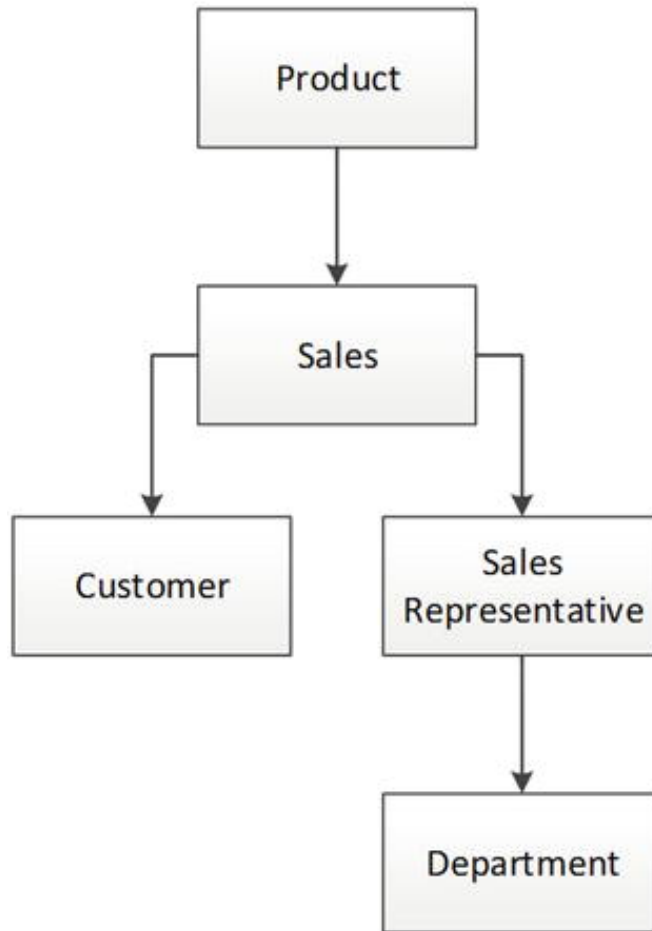 Product
Sales
Customer
Sales
Representative
Department